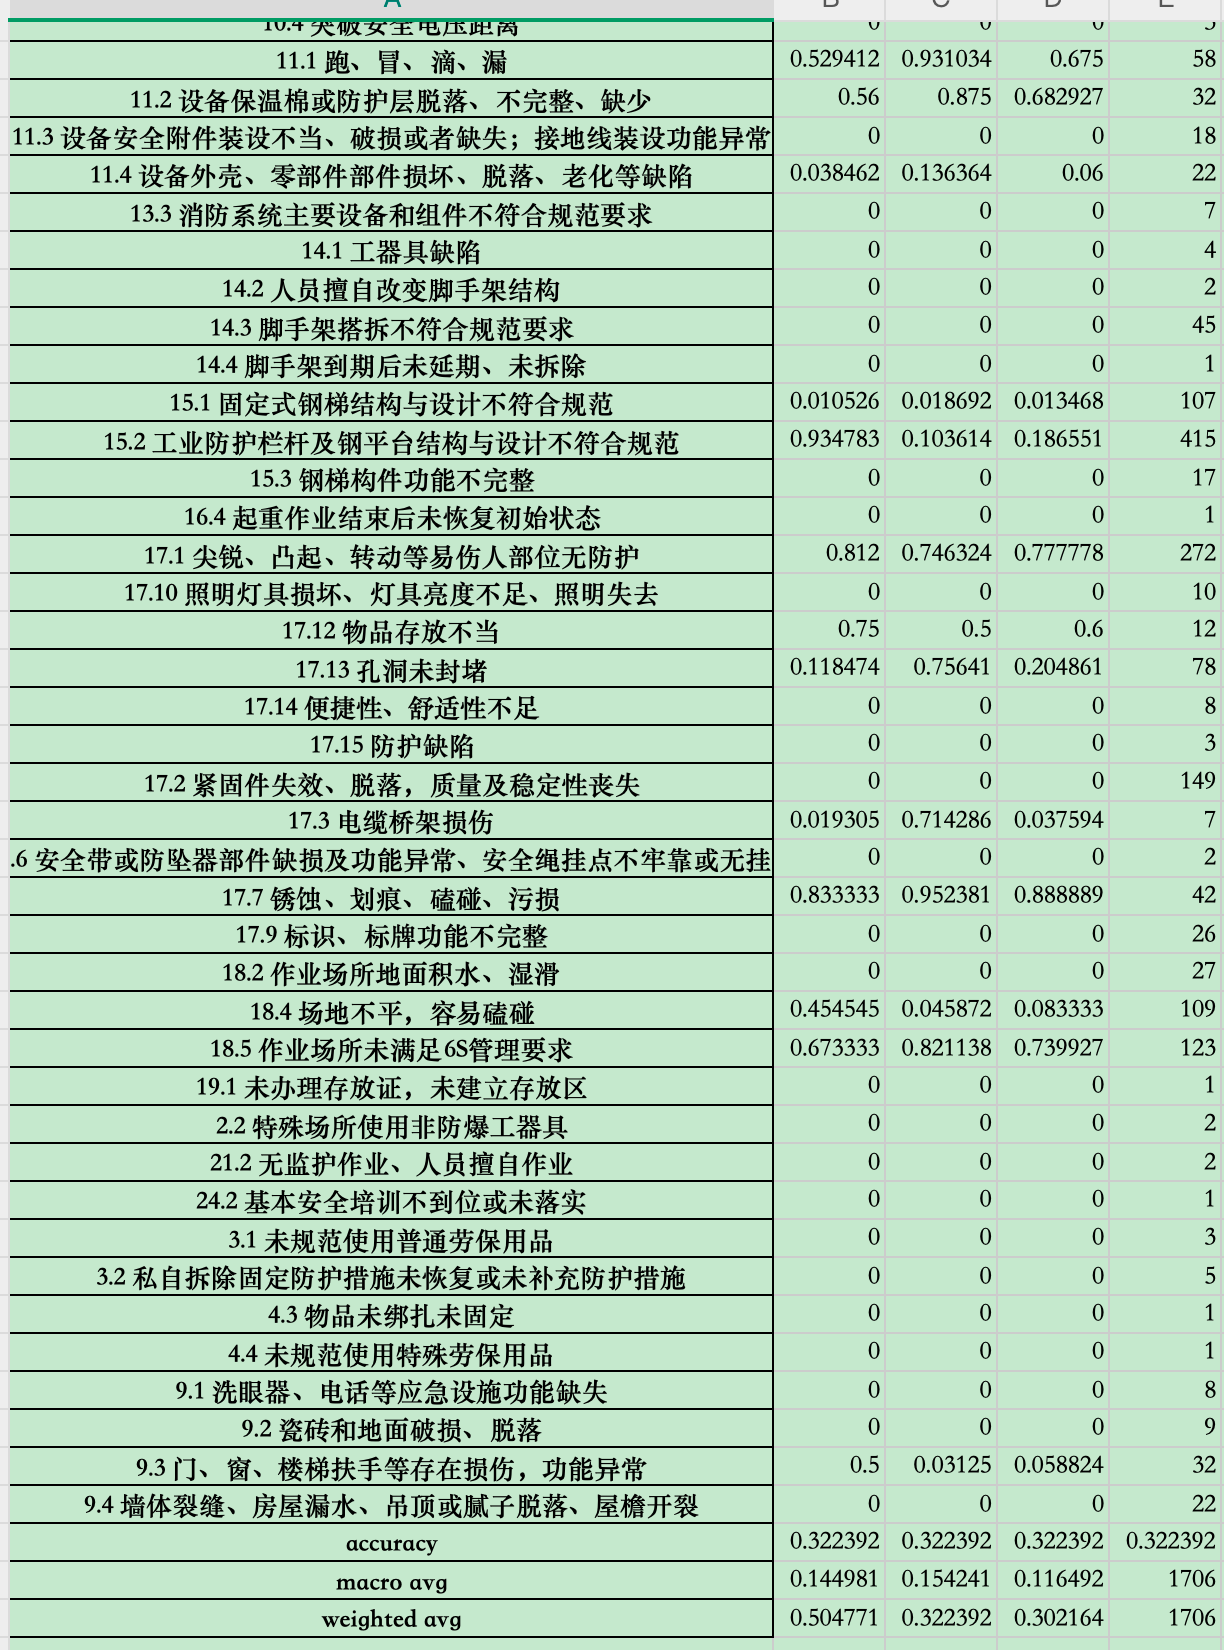 A B C D E
10.4 突破安全电压距离 0 0 0 5
11.1 跑、冒、滴、漏 0.529412 0.931034 0.675 58
11.2 设备保温棉或防护层脱落、不完整、缺少 0.56 0.875 0.682927 32
11.3 设备安全附件装设不当、破损或者缺失；接地线装设功能异常 0 0 0 18
11.4 设备外壳、零部件部件损坏、脱落、老化等缺陷 0.038462 0.136364 0.06 22
13.3 消防系统主要设备和组件不符合规范要求 0 0 0 7
14.1 工器具缺陷 0 0 0 4
14.2 人员擅自改变脚手架结构 0 0 0 2
14.3 脚手架搭拆不符合规范要求 0 0 0 45
14.4 脚手架到期后未延期、未拆除 0 0 0 1
15.1 固定式钢梯结构与设计不符合规范 0.010526 0.018692 0.013468 107
15.2 工业防护栏杆及钢平台结构与设计不符合规范 0.934783 0.103614 0.186551 415
15.3 钢梯构件功能不完整 0 0 0 17
16.4 起重作业结束后未恢复初始状态 0 0 0 1
17.1 尖锐、凸起、转动等易伤人部位无防护 0.812 0.746324 0.777778 272
17.10 照明灯具损坏、灯具亮度不足、照明失去 0 0 0 10
17.12 物品存放不当 0.75 0.5 0.6 12
17.13 孔洞未封堵 0.118474 0.75641 0.204861 78
17.14 便捷性、舒适性不足 0 0 0 8
17.15 防护缺陷 0 0 0 3
17.2 紧固件失效、脱落，质量及稳定性丧失 0 0 0 149
17.3 电缆桥架损伤 0.019305 0.714286 0.037594 7
.6 安全带或防坠器部件缺损及功能异常、安全绳挂点不牢靠或无挂 0 0 0 2
17.7 锈蚀、划痕、磕碰、污损 0.833333 0.952381 0.888889 42
17.9 标识、标牌功能不完整 0 0 0 26
18.2 作业场所地面积水、湿滑 0 0 0 27
18.4 场地不平，容易磕碰 0.454545 0.045872 0.083333 109
18.5 作业场所未满足6S管理要求 0.673333 0.821138 0.739927 123
19.1 未办理存放证，未建立存放区 0 0 0 1
2.2 特殊场所使用非防爆工器具 0 0 0 2
21.2 无监护作业、人员擅自作业 0 0 0 2
24.2 基本安全培训不到位或未落实 0 0 0 1
3.1 未规范使用普通劳保用品 0 0 0 3
3.2 私自拆除固定防护措施未恢复或未补充防护措施 0 0 0 5
4.3 物品未绑扎未固定 0 0 0 1
4.4 未规范使用特殊劳保用品 0 0 0 1
9.1 洗眼器、电话等应急设施功能缺失 0 0 0 8
9.2 瓷砖和地面破损、脱落 0 0 0 9
9.3 门、窗、楼梯扶手等存在损伤，功能异常 0.5 0.03125 0.058824 32
9.4 墙体裂缝、房屋漏水、吊顶或腻子脱落、屋檐开裂 0 0 0 22
accuracy 0.322392 0.322392 0.322392 0.322392
macro avg 0.144981 0.154241 0.116492 1706
weighted avg 0.504771 0.322392 0.302164 1706